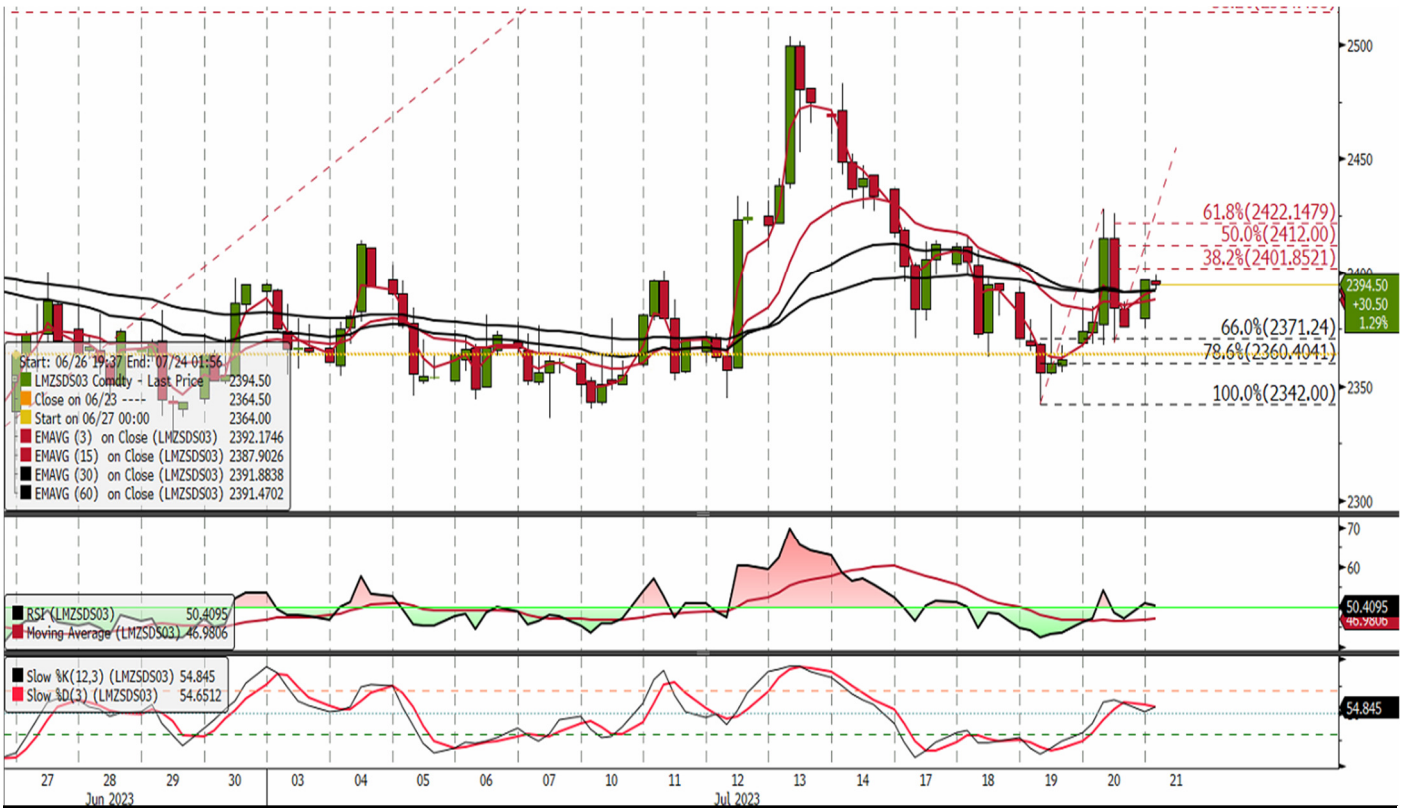 2500
2450
61.8%(2422.1479)
50.0%(2412.00)
38.2%(2401.8521)
2400
2394.50
+30.50
1.29%
66.0%(2371.24)
78.6%(2360.4041)
2350
100.0%(2342.00)
2300
Start: 06/26 19:37 End: 07/24 01:56
LMZSDS03 Comdty - Last Price 2394.50
Close on 06/23 ---- 2364.50
Start on 06/27 00:00 2364.00
EMAVG (3) on Close (LMZSDS03) 2392.1746
EMAVG (15) on Close (LMZSDS03) 2387.9026
EMAVG (30) on Close (LMZSDS03) 2391.8838
EMAVG (60) on Close (LMZSDS03) 2391.4702
70
60
RSI (LMZSDS03) 50.4095
Moving Average (LMZSDS03) 46.9806
50.4095
46.9806
Slow %K(12,3) (LMZSDS03) 54.845
Slow %D(3) (LMZSDS03) 54.6512
54.845
27 28 29 30 03 04 05 06 07 10 11 12 13 14 17 18 19 20 21
Jun 2023 Jul 2023